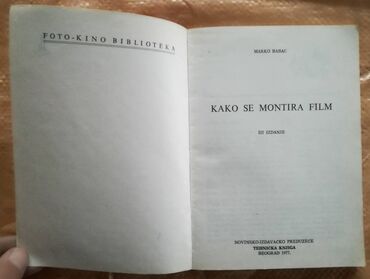 FOTO-KINO BIBLIOTEKA
MARKO BABAC
KAKO SE MONTIRA FILM
III IZDANJE
NOVINSKO-IZDAVAČKO PREDUZEĆE
TEHNIČKA KNJIGA
BEOGRAD 1977.